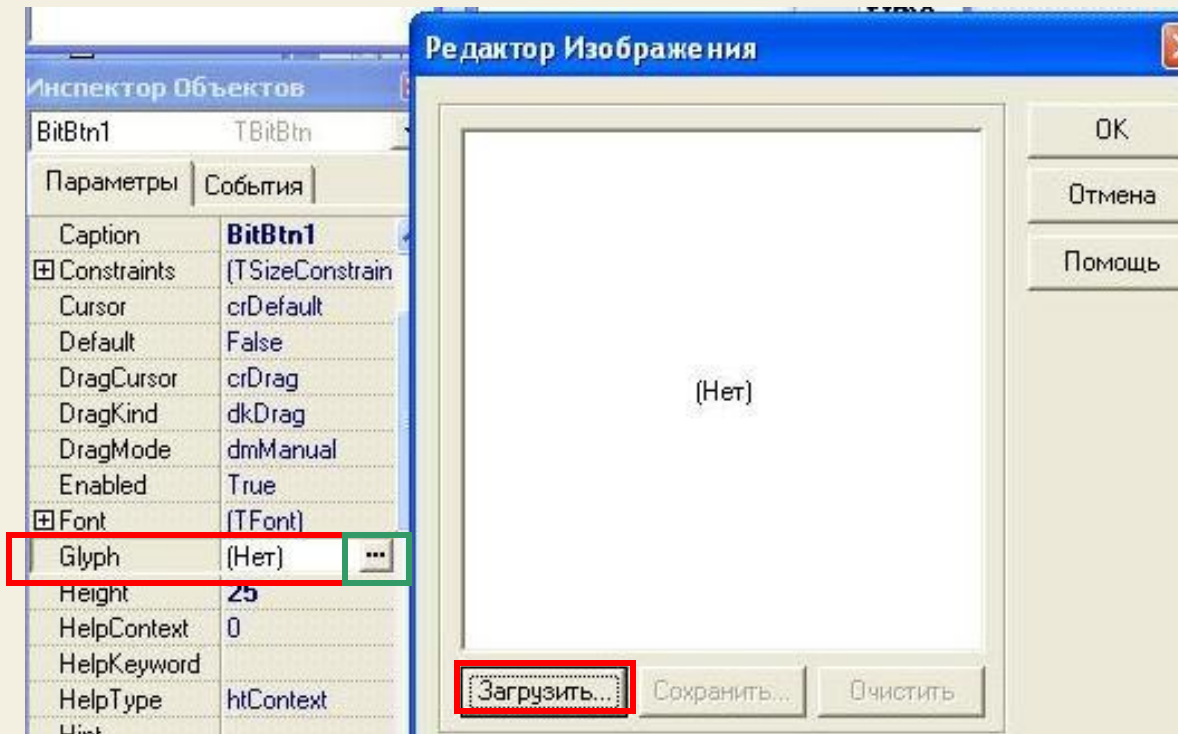 Инспектор Объектов
BitBtn1 TBitBtn
Параметры События
Caption BitBtn1
Constraints (TSizeConstrain
Cursor crDefault
Default False
DragCursor crDrag
DragKind dkDrag
DragMode dmManual
Enabled True
Font (TFont)
Glyph (Нет) ...
Height 25
HelpContext 0
HelpKeyword
HelpType htContext
Редактор Изображения
(Нет)
Загрузить... Сохранить... Очистить
OK
Отмена
Помощь